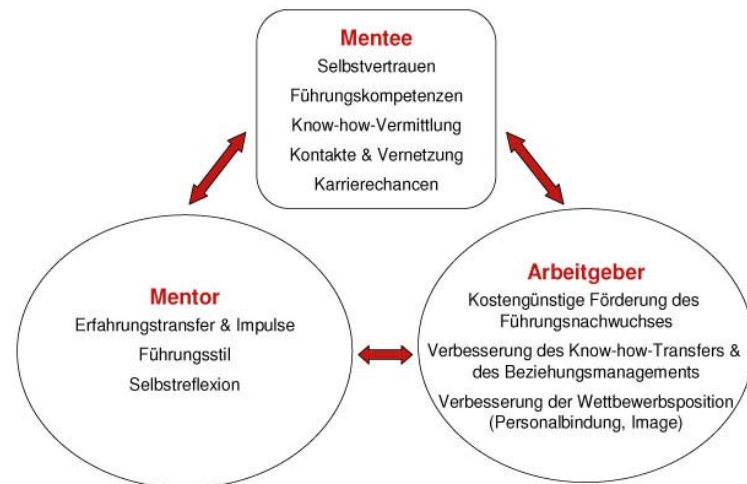 Mentee
Selbstvertrauen
Führungskompetenzen
Know-how-Vermittlung
Kontakte & Vernetzung
Karrierechancen
Mentor
Erfahrungstransfer & Impulse
Führungsstil
Selbstreflexion
Arbeitgeber
Kostengünstige Förderung des
Führungsnachwuchses
Verbesserung des Know-how-Transfers &
des Beziehungsmanagements
Verbesserung der Wettbewerbsposition
(Personalbindung, Image)